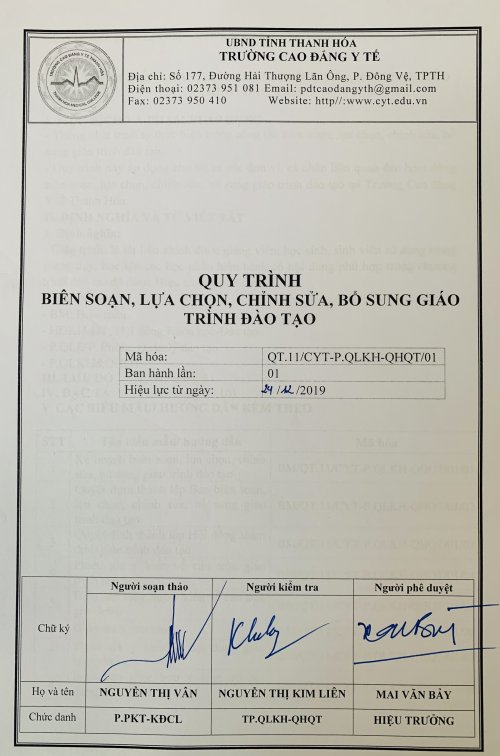 UBND TỈNH THANH HÓA
TRƯỜNG CAO ĐẲNG Y TẾ
Địa chỉ: Số 177, Đường Hải Thượng Lãn Ông, P. Đông Vệ, TPTH
Điện thoại: 02373 951 081 Email: pdtcaodangyth@gmail.com
Fax: 02373 950 410 Website: http//:www.cyt.edu.vn
QUY TRÌNH
BIÊN SOẠN, LỰA CHỌN, CHỈNH SỬA, BỔ SUNG GIÁO
TRÌNH ĐÀO TẠO
Mã hóa: QT.11/CYT-P.QLKH-QHQT/01
Ban hành lần: 01
Hiệu lực từ ngày: 24/12/2019
Người soạn thảo Người kiểm tra Người phê duyệt
Chữ ký
Họ và tên NGUYỄN THỊ VÂN NGUYỄN THỊ KIM LIÊN MAI VĂN BẢY
Chức danh P.PKT-KĐCL TP.QLKH-QHQT HIỆU TRƯỞNG